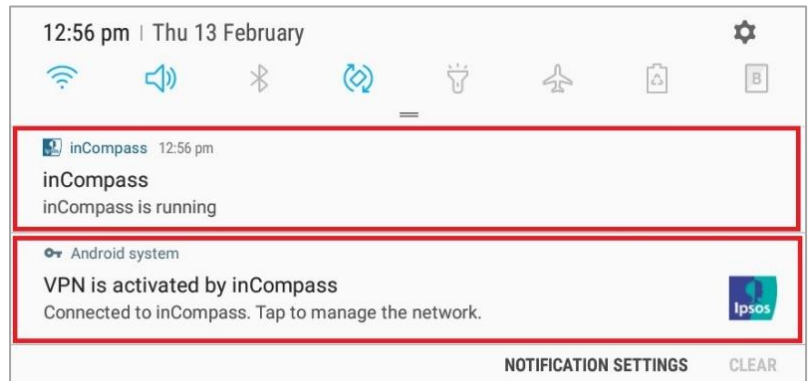 12:56 pm | Thu 13 February
B
inCompass 12:56 pm
inCompass
inCompass is running
Android system
VPN is activated by inCompass
Connected to inCompass. Tap to manage the network.
Ipsos
NOTIFICATION SETTINGS CLEAR